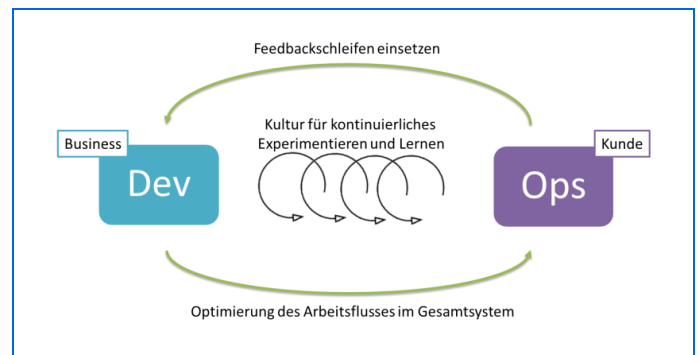 Feedbackschleifen einsetzen
Kultur für kontinuierliches
Experimentieren und Lernen
Business
Kunde
Dev
Ops
Optimierung des Arbeitsflusses im Gesamtsystem